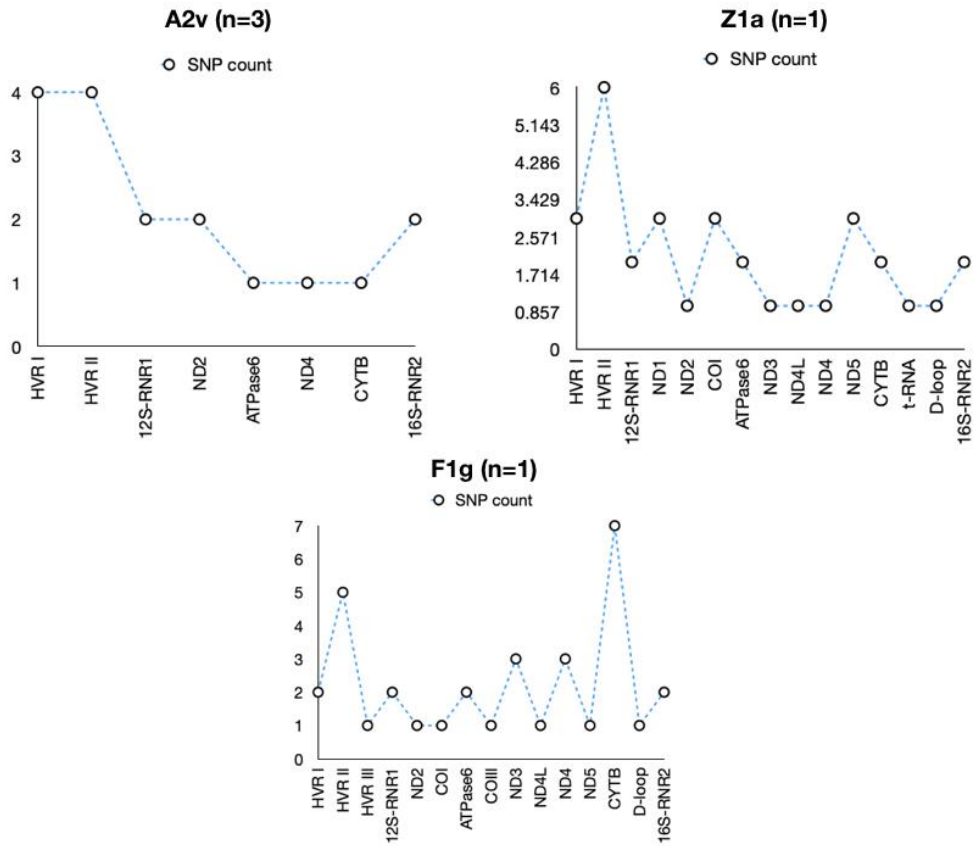 A2v (n=3)
SNP count
4
3
2
1
0
HVR I
HVR II
12S-RNR1
ND2
ATPase6
ND4
CYTB
16S-RNR2
Z1a (n=1)
SNP count
6
5.143
4.286
3.429
2.571
1.714
0.857
0
HVR I
HVR II
12S-RNR1
ND1
ND2
COI
ATPase6
ND3
ND4L
ND4
ND5
CYTB
t-RNA
D-loop
16S-RNR2
F1g (n=1)
SNP count
7
6
5
4
3
2
1
0
HVR I
HVR II
HVR III
12S-RNR1
ND2
COI
ATPase6
COIII
ND3
ND4L
ND4
ND5
CYTB
D-loop
16S-RNR2